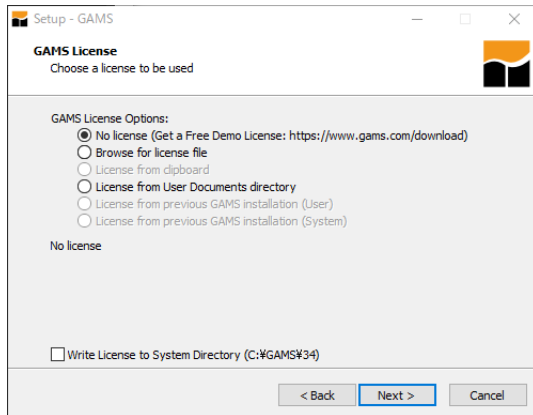 Setup - GAMS
GAMS License
Choose a license to be used
GAMS License Options:
No license (Get a Free Demo License: https://www.gams.com/download)
Browse for license file
License from clipboard
License from User Documents directory
License from previous GAMS installation (User)
License from previous GAMS installation (System)
No license
Write License to System Directory (C:¥GAMS¥34)
< Back Next > Cancel